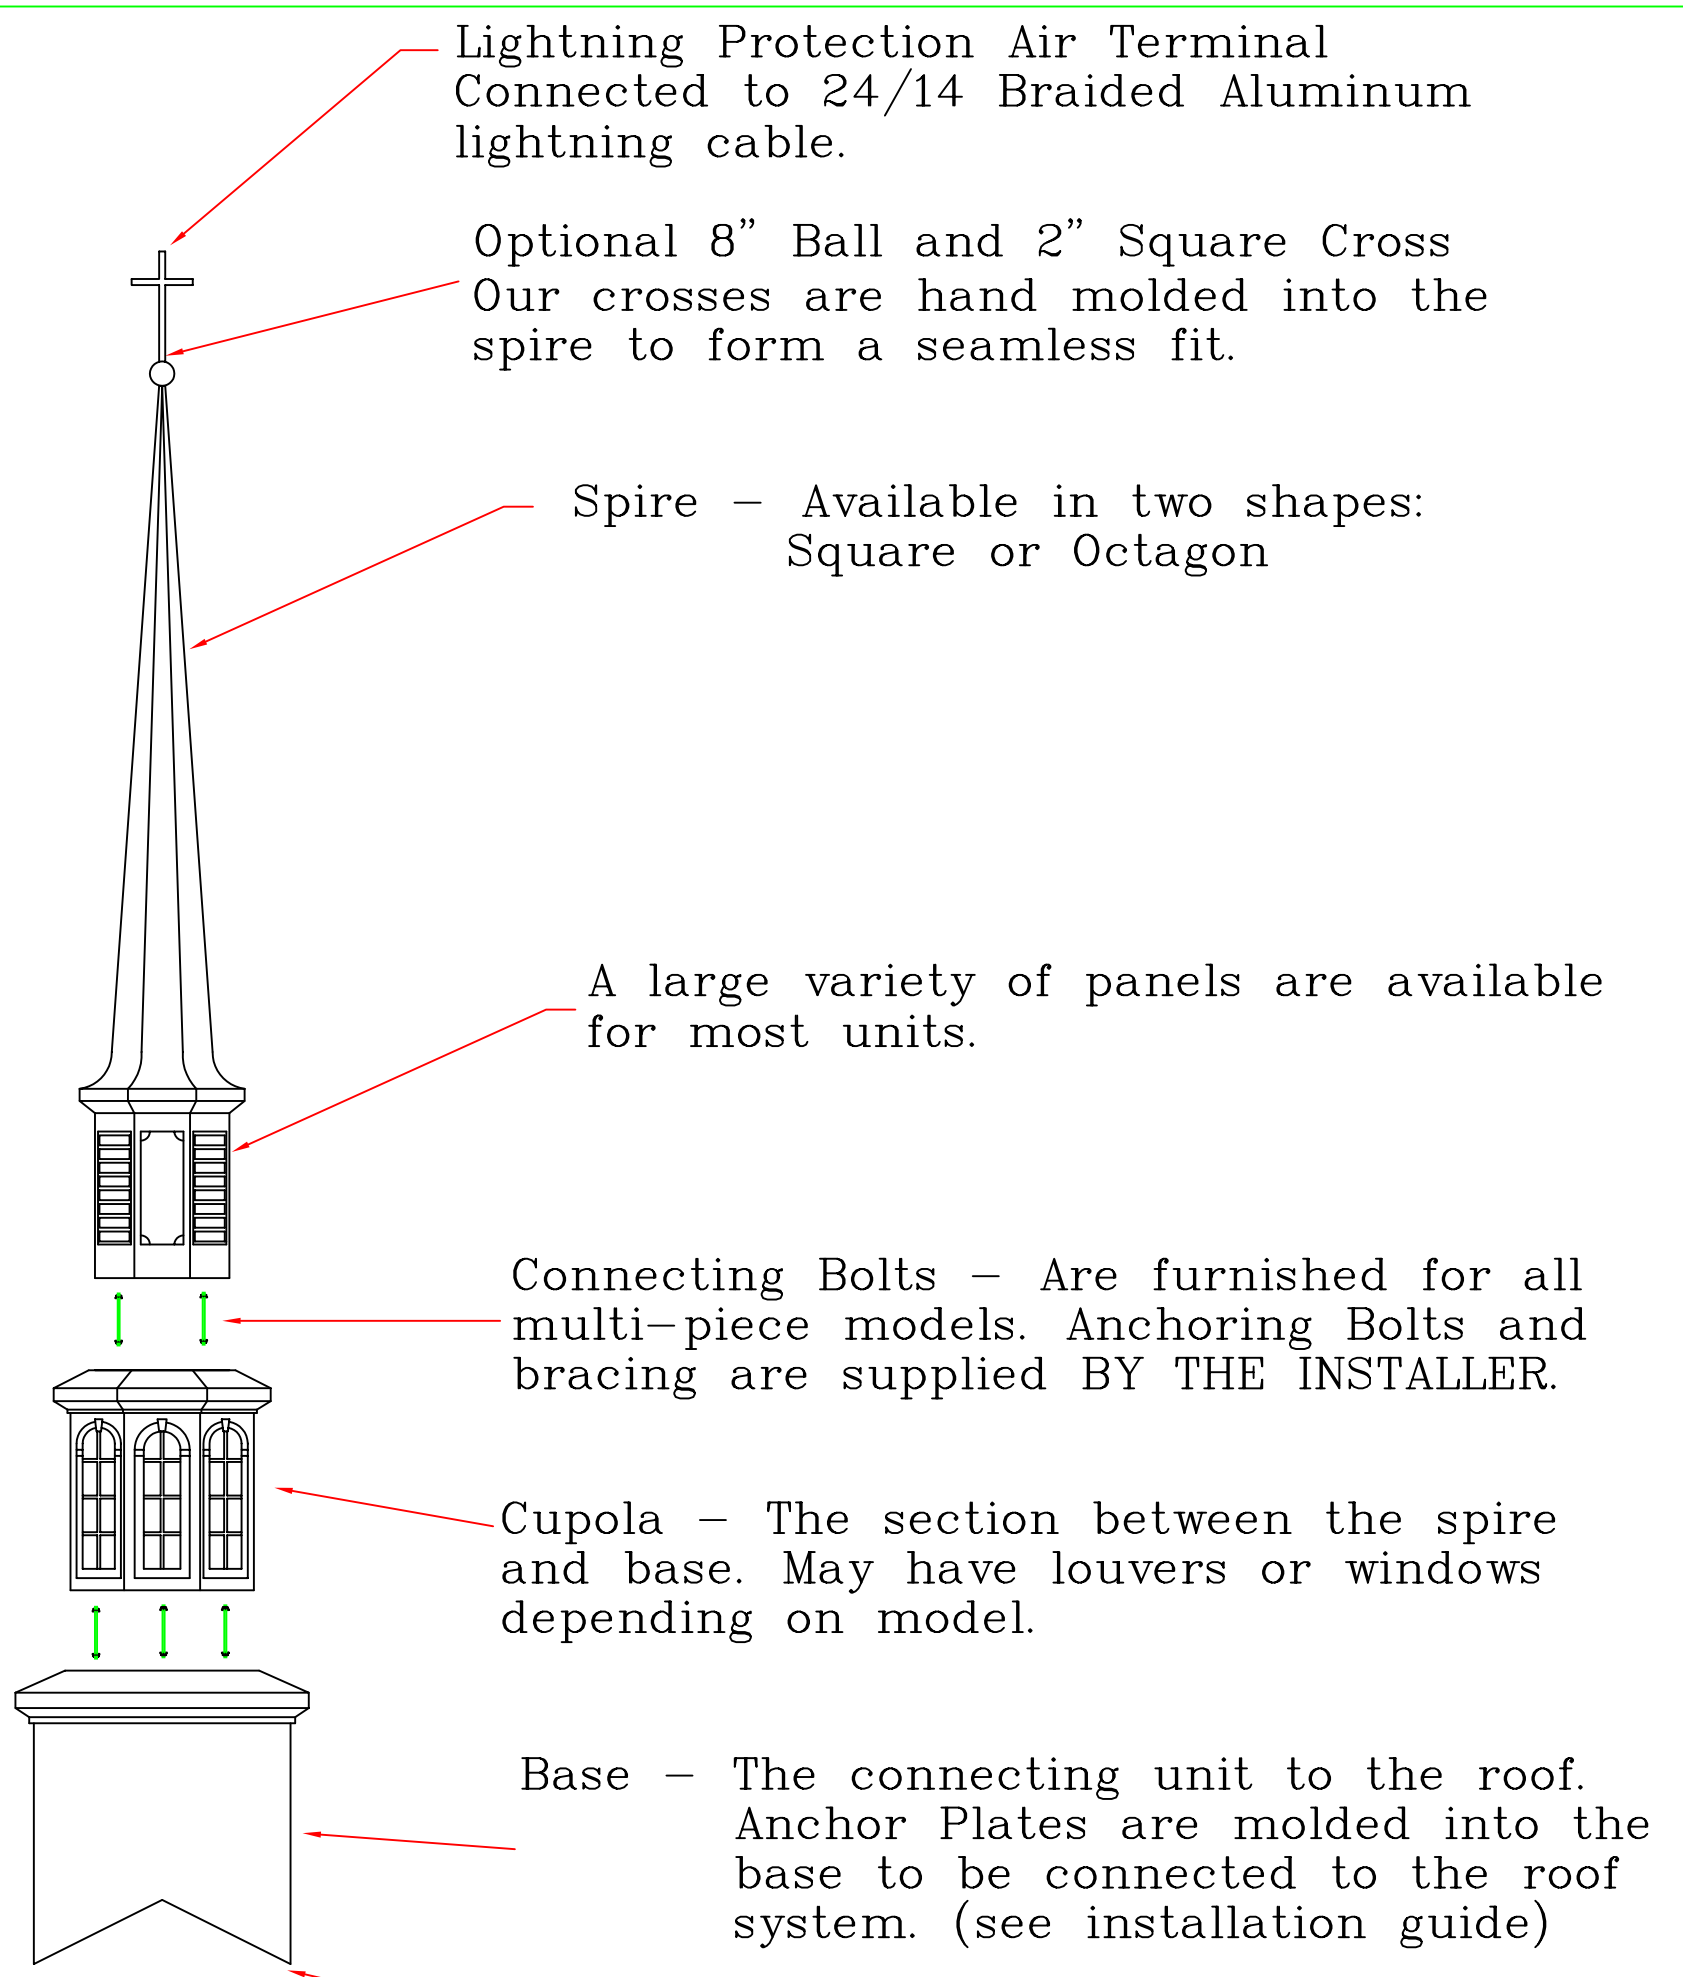 Lightning Protection Air Terminal
Connected to 24/14 Braided Aluminum
lightning cable.
Optional 8" Ball and 2" Square Cross
Our crosses are hand molded into the
spire to form a seamless fit.
Spire – Available in two shapes:
Square or Octagon
A large variety of panels are available
for most units.
Connecting Bolts – Are furnished for all
multi-piece models. Anchoring Bolts and
bracing are supplied BY THE INSTALLER.
Cupola – The section between the spire
and base. May have louvers or windows
depending on model.
Base – The connecting unit to the roof.
Anchor Plates are molded into the
base to be connected to the roof
system. (see installation guide)